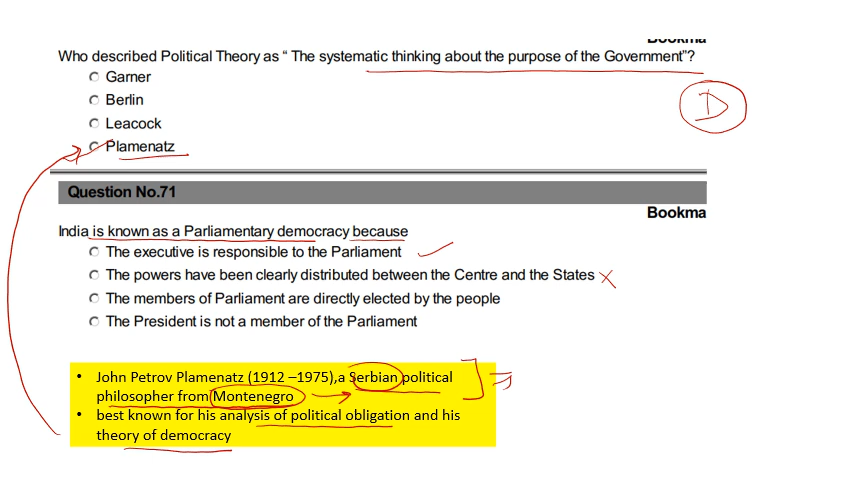 Bookma
Who described Political Theory as “ The systematic thinking about the purpose of the Government”?
Garner
Berlin
Leacock
Plamenatz
D
Question No.71
Bookma
India is known as a Parliamentary democracy because
The executive is responsible to the Parliament
The powers have been clearly distributed between the Centre and the States
The members of Parliament are directly elected by the people
The President is not a member of the Parliament
• John Petrov Plamenatz (1912 –1975),a Serbian political
philosopher from Montenegro
• best known for his analysis of political obligation and his
theory of democracy